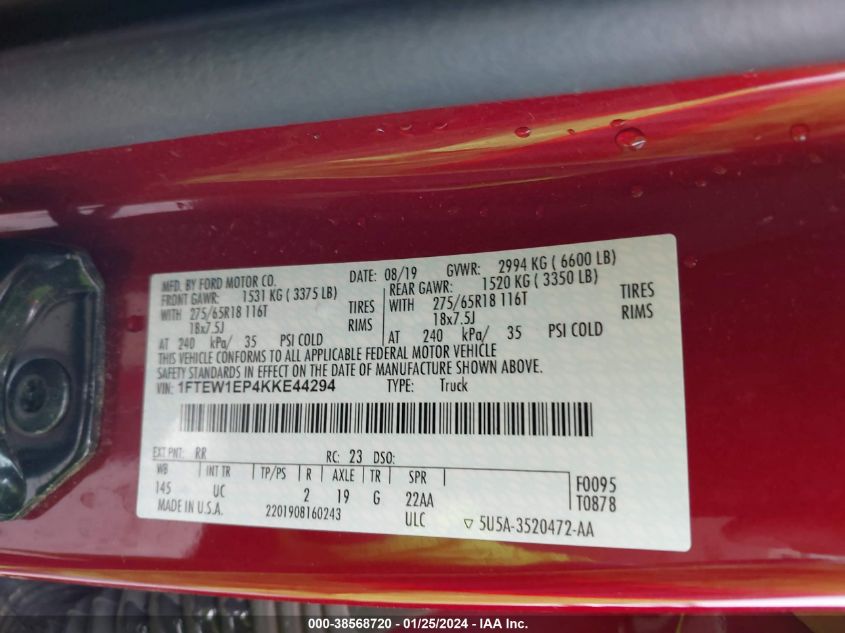 MFD. BY FORD MOTOR CO. DATE: 08/19 GVWR: 2994 KG ( 6600 LB)
FRONT GAWR: 1531 KG ( 3375 LB) REAR GAWR: 1520 KG ( 3350 LB)
WITH 275/65R18 116T TIRES WITH 275/65R18 116T TIRES
18x7.5J RIMS 18x7.5J RIMS
AT 240 kPa/ 35 PSI COLD AT 240 kPa/ 35 PSI COLD
THIS VEHICLE CONFORMS TO ALL APPLICABLE FEDERAL MOTOR VEHICLE
SAFETY STANDARDS IN EFFECT ON THE DATE OF MANUFACTURE SHOWN ABOVE.
VIN: 1FTEW1EP4KKE44294 TYPE: Truck
EXT PNT: RR RC: 23 DSO:
WB INT TR TP/PS R AXLE TR SPR F0095
145 UC 2 19 G 22AA T0878
MADE IN U.S.A. 2201908160243 ULC ▽ 5U5A-3520472-AA
000-38568720 - 01/25/2024 - IAA Inc.